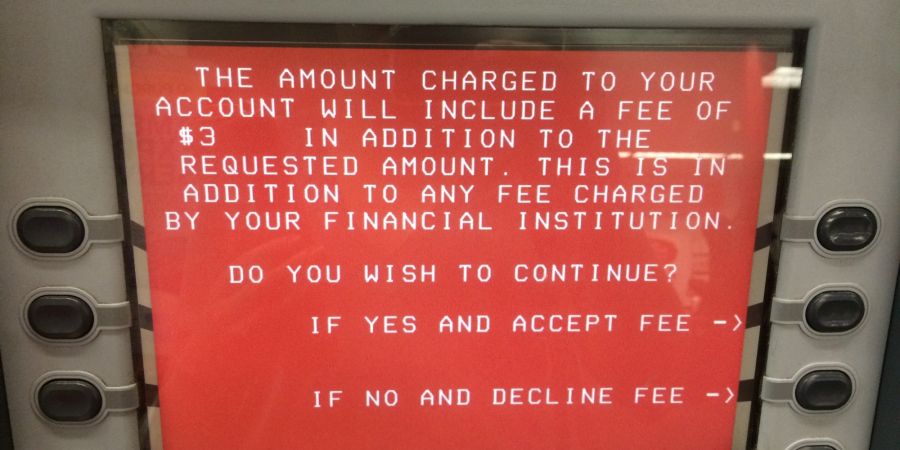 THE AMOUNT CHARGED TO YOUR
ACCOUNT WILL INCLUDE A FEE OF
$3 IN ADDITION TO THE
REQUESTED AMOUNT. THIS IS IN
ADDITION TO ANY FEE CHARGED
BY YOUR FINANCIAL INSTITUTION.
DO YOU WISH TO CONTINUE?
IF YES AND ACCEPT FEE ->
IF NO AND DECLINE FEE ->